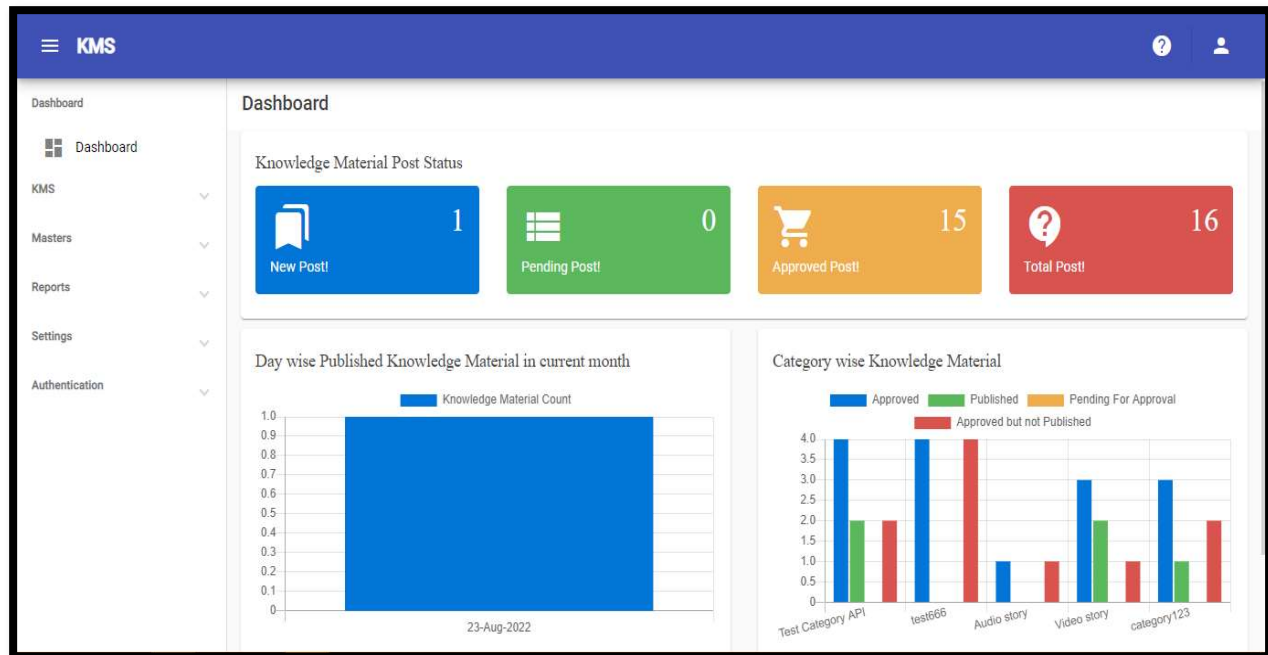 KMS
Dashboard
Dashboard
KMS
Masters
Reports
Settings
Authentication
Dashboard
Knowledge Material Post Status
1
New Post!
0
Pending Post!
15
Approved Post!
16
Total Post!
Day wise Published Knowledge Material in current month
Knowledge Material Count
1.0
0.9
0.8
0.7
0.6
0.5
0.4
0.3
0.2
0.1
0
23-Aug-2022
Category wise Knowledge Material
Approved Published Pending For Approval
Approved but not Published
4.0
3.5
3.0
2.5
2.0
1.5
1.0
0.5
0
Test Category API test666 Audio story Video story category123